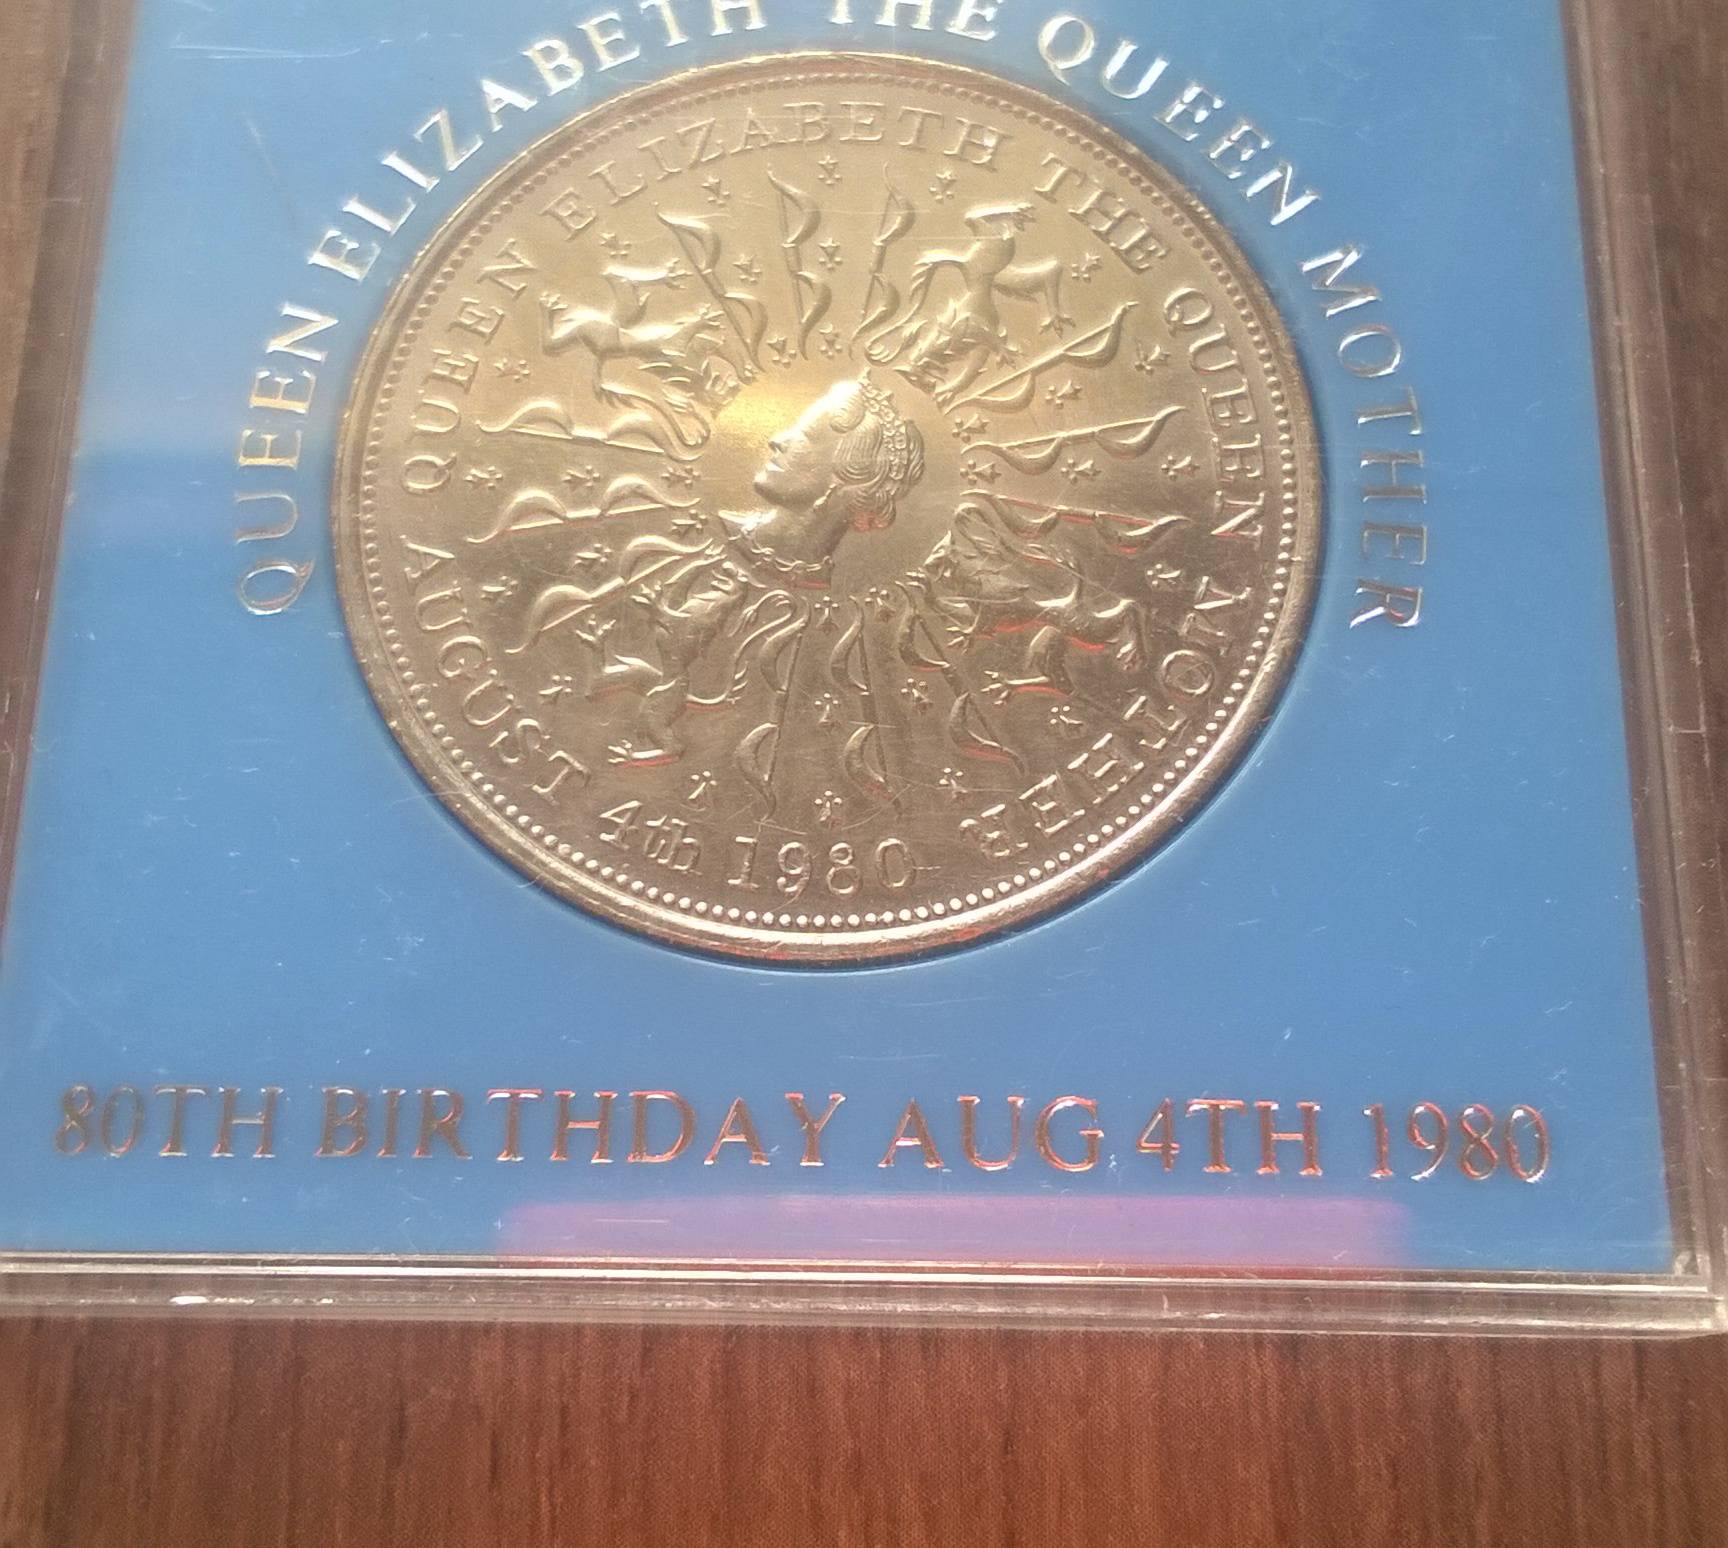 QUEEN ELIZABETH THE QUEEN MOTHER
QUEEN ELIZABETH THE QUEEN MOTHER
AUGUST 4th 1980
80TH BIRTHDAY AUG 4TH 1980